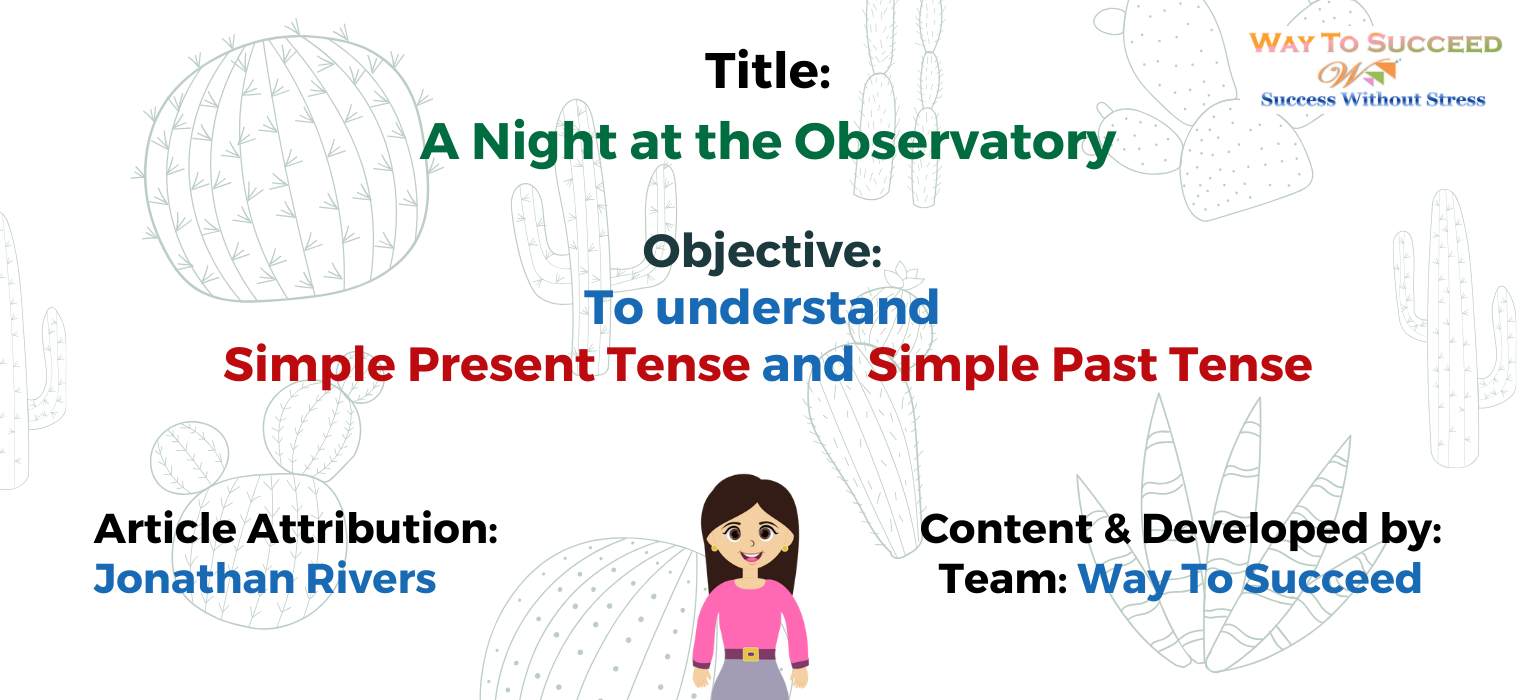 Title:
A Night at the Observatory
WAY TO SUCCEED
W
Success Without Stress
Objective:
To understand
Simple Present Tense and Simple Past Tense
Article Attribution:
Jonathan Rivers
Content & Developed by:
Team: Way To Succeed